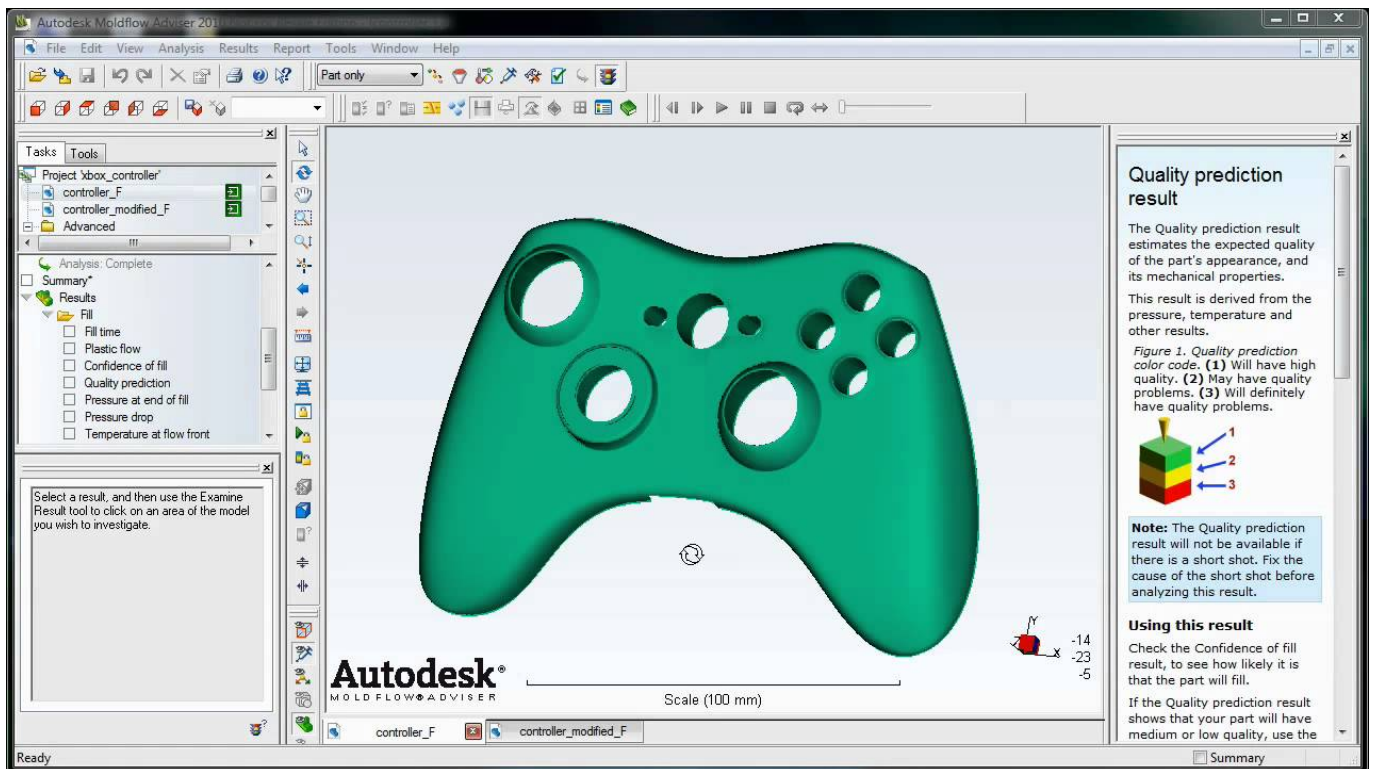 Autodesk Moldflow Adviser 2010
File Edit View Analysis Results Report Tools Window Help
Part only
Tasks Tools
Project 'xbox_controller'
controller_F
controller_modified_F
Advanced
Analysis: Complete
Summary*
Results
Fill
Fill time
Plastic flow
Confidence of fill
Quality prediction
Pressure at end of fill
Pressure drop
Temperature at flow front
Select a result, and then use the Examine
Result tool to click on an area of the model
you wish to investigate.
Y
Z
X
-14
-23
-5
Autodesk®
MOLDFLOW® ADVISER
Scale (100 mm)
controller_F controller_modified_F
Quality prediction
result
The Quality prediction result
estimates the expected quality
of the part's appearance, and
its mechanical properties.
This result is derived from the
pressure, temperature and
other results.
Figure 1. Quality prediction
color code. (1) Will have high
quality. (2) May have quality
problems. (3) Will definitely
have quality problems.
1
2
3
Note: The Quality prediction
result will not be available if
there is a short shot. Fix the
cause of the short shot before
analyzing this result.
Using this result
Check the Confidence of fill
result, to see how likely it is
that the part will fill.
If the Quality prediction result
shows that your part will have
medium or low quality, use the
Ready
Summary